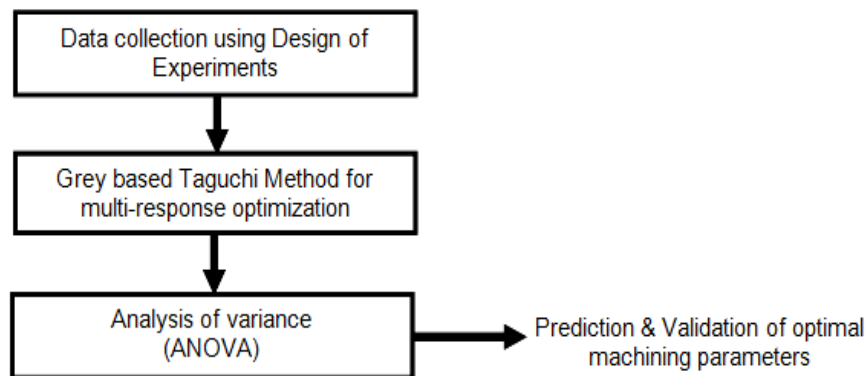 Data collection using Design of
Experiments
Grey based Taguchi Method for
multi-response optimization
Analysis of variance
(ANOVA)
Prediction & Validation of optimal
machining parameters